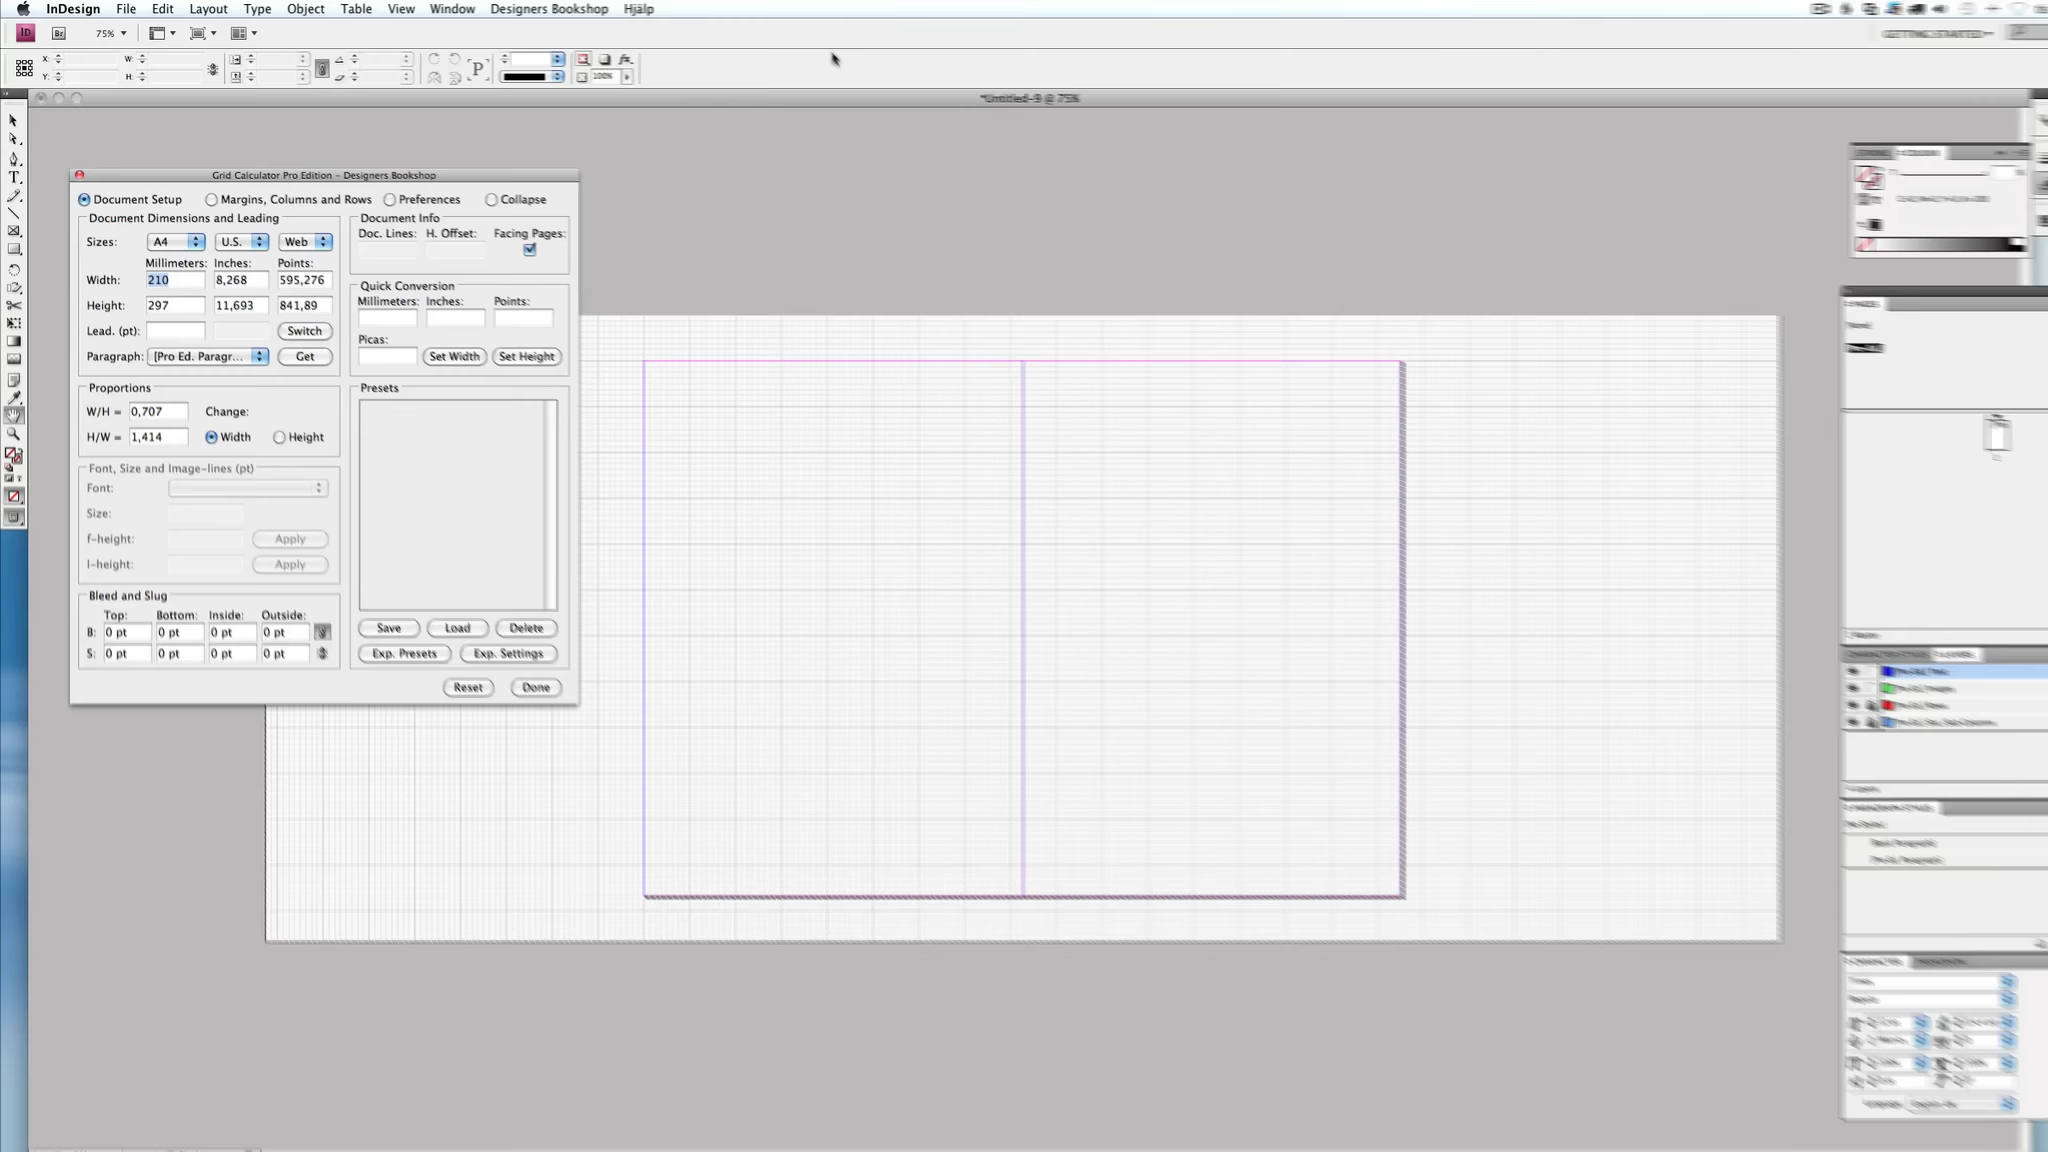 InDesign File Edit Layout Type Object Table View Window Designers Bookshop Hjälp
ID Br 75%
X: W:
Y: H:
P
100%
*Untitled-9 @ 75%
Grid Calculator Pro Edition – Designers Bookshop
Document Setup Margins, Columns and Rows Preferences Collapse
Document Dimensions and Leading
Sizes: A4 U.S. Web
Millimeters: Inches: Points:
Width: 210 8,268 595,276
Height: 297 11,693 841,89
Lead. (pt): Switch
Paragraph: [Pro Ed. Paragr... Get
Document Info
Doc. Lines: H. Offset: Facing Pages:
Quick Conversion
Millimeters: Inches: Points:
Picas:
Set Width Set Height
Proportions
W/H = 0,707 Change:
H/W = 1,414 Width Height
Font, Size and Image-lines (pt)
Font:
Size:
f-height: Apply
l-height: Apply
Bleed and Slug
Top: Bottom: Inside: Outside:
B: 0 pt 0 pt 0 pt 0 pt
S: 0 pt 0 pt 0 pt 0 pt
Presets
Save Load Delete
Exp. Presets Exp. Settings
Reset Done